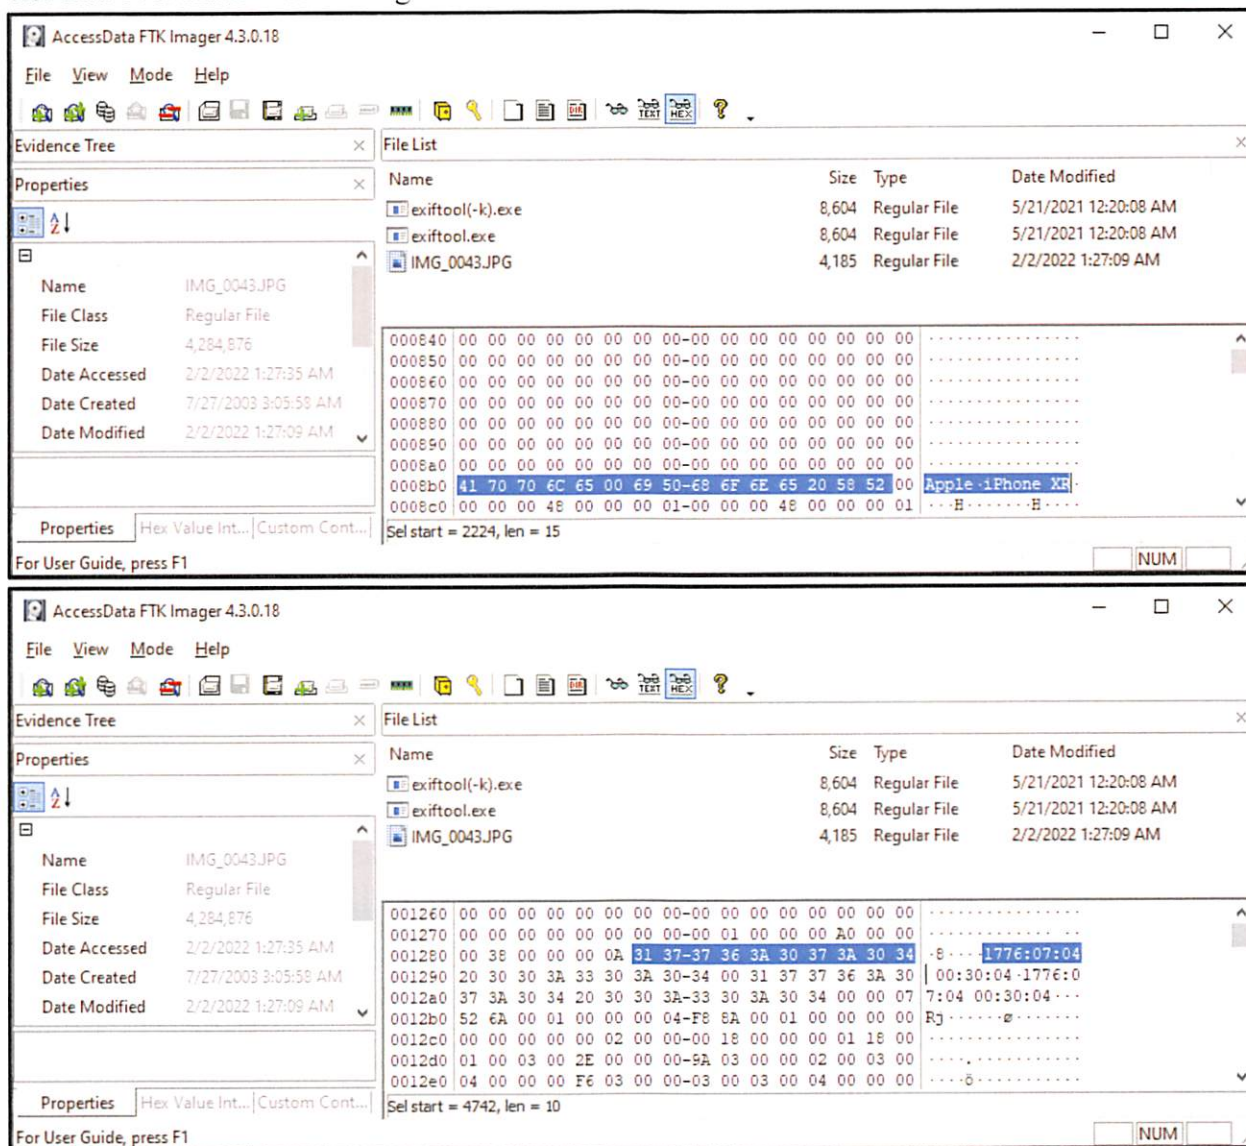 AccessData FTK Imager 4.3.0.18
File View Mode Help
Evidence Tree
File List
Properties
Name Size Type Date Modified
exiftool(-k).exe 8,604 Regular File 5/21/2021 12:20:08 AM
exiftool.exe 8,604 Regular File 5/21/2021 12:20:08 AM
IMG_0043.JPG 4,185 Regular File 2/2/2022 1:27:09 AM
Name IMG_0043.JPG
File Class Regular File
File Size 4,284,876
Date Accessed 2/2/2022 1:27:35 AM
Date Created 7/27/2003 3:05:58 AM
Date Modified 2/2/2022 1:27:09 AM
000840 00 00 00 00 00 00 00 00-00 00 00 00 00 00 00 00 ················
000850 00 00 00 00 00 00 00 00-00 00 00 00 00 00 00 00 ················
000860 00 00 00 00 00 00 00 00-00 00 00 00 00 00 00 00 ················
000870 00 00 00 00 00 00 00 00-00 00 00 00 00 00 00 00 ················
000880 00 00 00 00 00 00 00 00-00 00 00 00 00 00 00 00 ················
000890 00 00 00 00 00 00 00 00-00 00 00 00 00 00 00 00 ················
0008a0 00 00 00 00 00 00 00 00-00 00 00 00 00 00 00 00 ················
0008b0 41 70 70 6C 65 00 69 50-68 6F 6E 65 20 58 52 00 Apple·iPhone XR·
0008c0 00 00 00 48 00 00 00 01-00 00 00 48 00 00 00 01 ···H·······H····
Properties Hex Value Int... Custom Cont...
Sel start = 2224, len = 15
For User Guide, press F1
NUM
AccessData FTK Imager 4.3.0.18
File View Mode Help
Evidence Tree
File List
Properties
Name Size Type Date Modified
exiftool(-k).exe 8,604 Regular File 5/21/2021 12:20:08 AM
exiftool.exe 8,604 Regular File 5/21/2021 12:20:08 AM
IMG_0043.JPG 4,185 Regular File 2/2/2022 1:27:09 AM
Name IMG_0043.JPG
File Class Regular File
File Size 4,284,876
Date Accessed 2/2/2022 1:27:35 AM
Date Created 7/27/2003 3:05:58 AM
Date Modified 2/2/2022 1:27:09 AM
001260 00 00 00 00 00 00 00 00-00 00 00 00 00 00 00 00 ················
001270 00 00 00 00 00 00 00 00-00 01 00 00 00 A0 00 00 ············· ··
001280 00 38 00 00 00 0A 31 37-37 36 3A 30 37 3A 30 34 ·8····1776:07:04
001290 20 30 30 3A 33 30 3A 30-34 00 31 37 37 36 3A 30 00:30:04·1776:0
0012a0 37 3A 30 34 20 30 30 3A-33 30 3A 30 34 00 00 07 7:04 00:30:04···
0012b0 52 6A 00 01 00 00 00 04-F8 8A 00 01 00 00 00 00 Rj······ø·······
0012c0 00 00 00 00 00 02 00 00-00 18 00 00 00 01 18 00 ················
0012d0 01 00 03 00 2E 00 00 00-9A 03 00 00 02 00 03 00 ····.···········
0012e0 04 00 00 00 F6 03 00 00-03 00 03 00 04 00 00 00 ····ö···········
Properties Hex Value Int... Custom Cont...
Sel start = 4742, len = 10
For User Guide, press F1
NUM